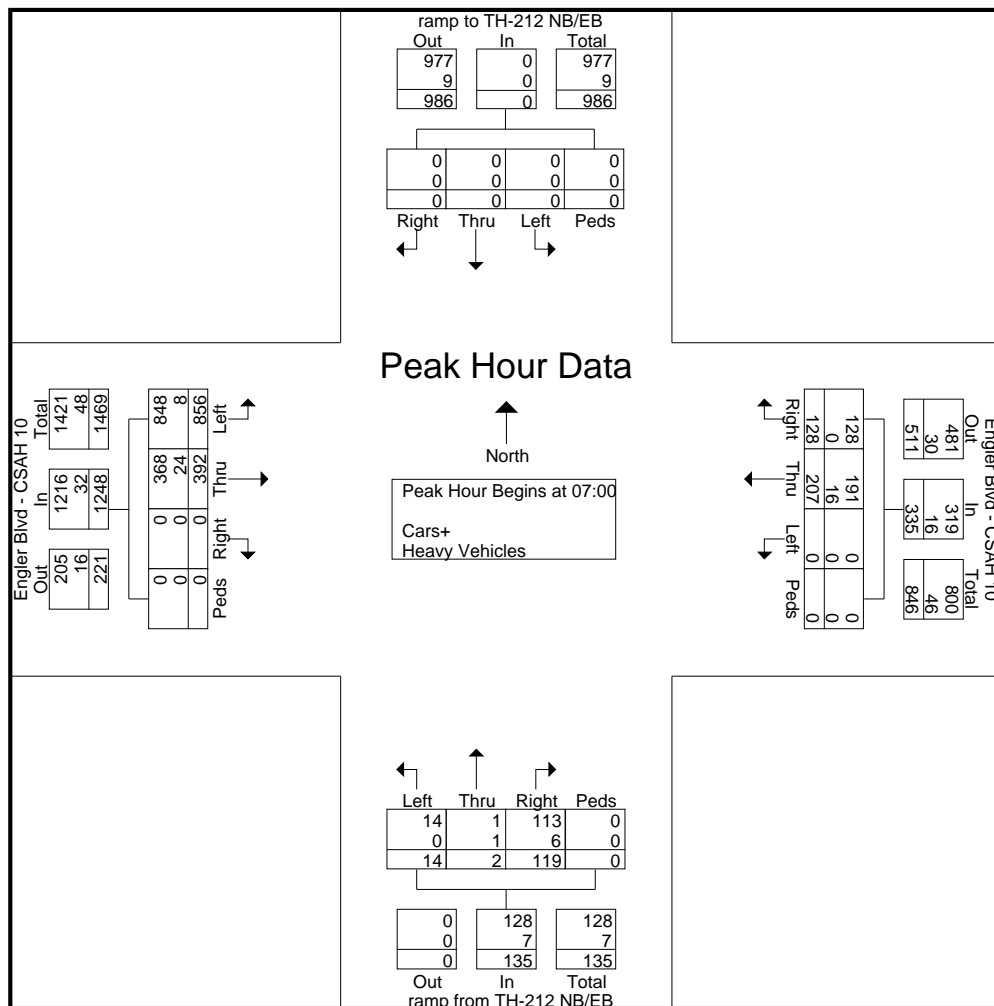 ramp to TH-212 NB/EB
Out In Total
977 0 977
9 0 9
986 0 986
0 0 0 0
0 0 0 0
0 0 0 0
Right Thru Left Peds
Peak Hour Data
North
Peak Hour Begins at 07:00
Cars+
Heavy Vehicles
Engler Blvd - CSAH 10
Out In Total
205 1216 1421
16 32 48
221 1248 1469
0 0 368 848
0 0 24 8
0 0 392 856
Peds Right Thru Left
Engler Blvd - CSAH 10
Out In Total
481 319 800
30 16 46
511 335 846
128 191 0 0
0 16 0 0
128 207 0 0
Right Thru Left Peds
Left Thru Right Peds
14 1 113 0
0 1 6 0
14 2 119 0
0 128 128
0 7 7
0 135 135
Out In Total
ramp from TH-212 NB/EB